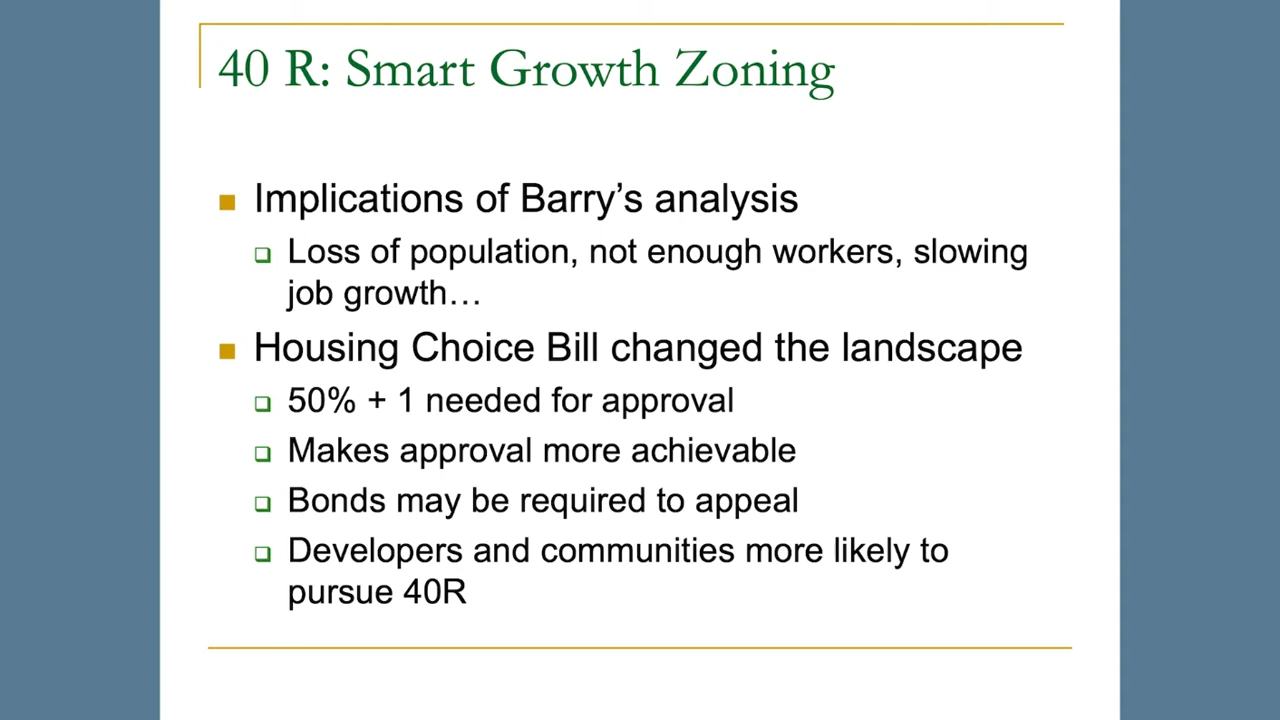 40 R: Smart Growth Zoning
Implications of Barry’s analysis
Loss of population, not enough workers, slowing
job growth…
Housing Choice Bill changed the landscape
50% + 1 needed for approval
Makes approval more achievable
Bonds may be required to appeal
Developers and communities more likely to
pursue 40R